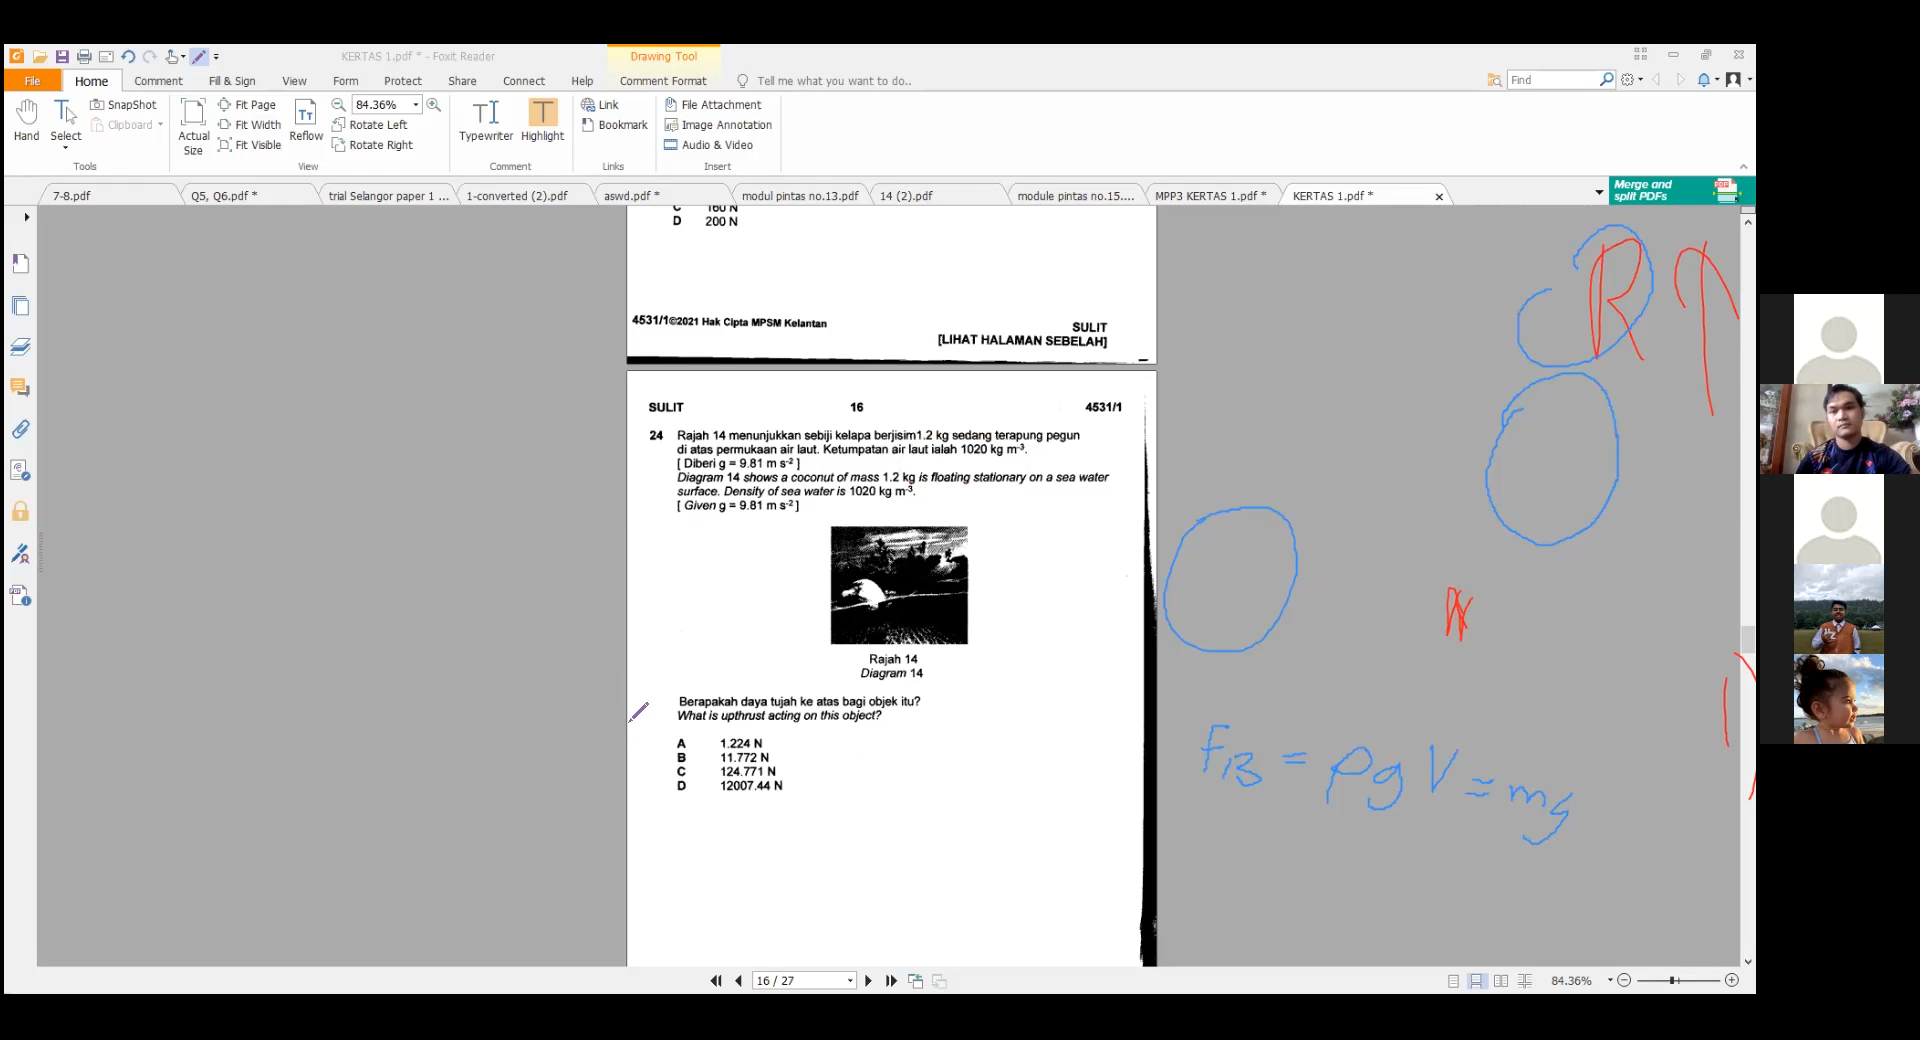 KERTAS 1.pdf * - Foxit Reader
Drawing Tool
File Home Comment Fill & Sign View Form Protect Share Connect Help Comment Format Tell me what you want to do.. Find
Hand
Select
SnapShot
Clipboard
Tools
Actual Size
Fit Page
Fit Width
Fit Visible
Reflow
84.36%
Rotate Left
Rotate Right
View
Typewriter
Highlight
Comment
Link
Bookmark
Links
File Attachment
Image Annotation
Audio & Video
Insert
7-8.pdf
Q5, Q6.pdf *
trial Selangor paper 1 ...
1-converted (2).pdf
aswd.pdf *
modul pintas no.13.pdf
14 (2).pdf
module pintas no.15....
MPP3 KERTAS 1.pdf *
KERTAS 1.pdf *
Merge and
split PDFs
C 160 N
D 200 N
4531/1©2021 Hak Cipta MPSM Kelantan
SULIT
[LIHAT HALAMAN SEBELAH]
SULIT 16 4531/1
24 Rajah 14 menunjukkan sebiji kelapa berjisim1.2 kg sedang terapung pegun
di atas permukaan air laut. Ketumpatan air laut ialah 1020 kg m⁻³.
[ Diberi g = 9.81 m s⁻² ]
Diagram 14 shows a coconut of mass 1.2 kg is floating stationary on a sea water
surface. Density of sea water is 1020 kg m⁻³.
[ Given g = 9.81 m s⁻² ]
Rajah 14
Diagram 14
Berapakah daya tujah ke atas bagi objek itu?
What is upthrust acting on this object?
A 1.224 N
B 11.772 N
C 124.771 N
D 12007.44 N
R
F_B = ρgV = mg
16 / 27
84.36%